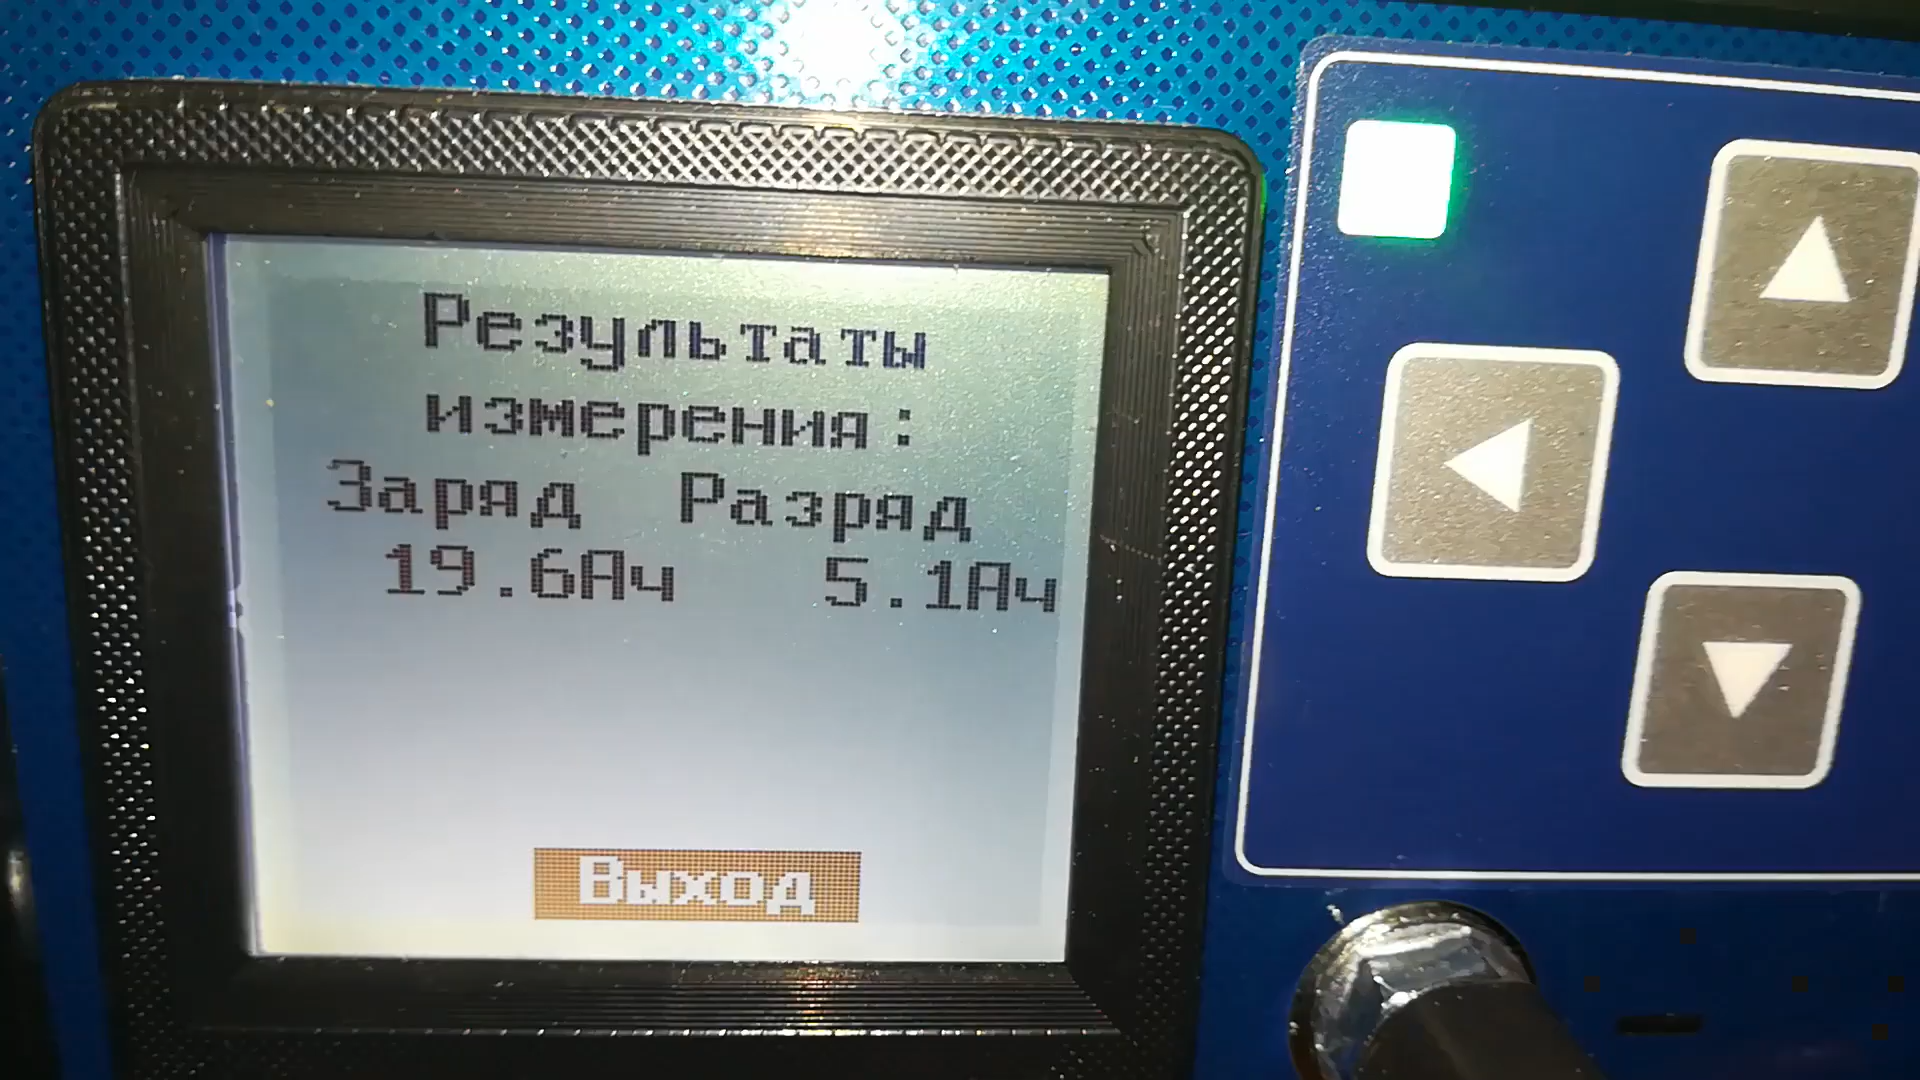 Результаты
измерения:
Заряд Разряд
19.6Ач 5.1Ач
Выход